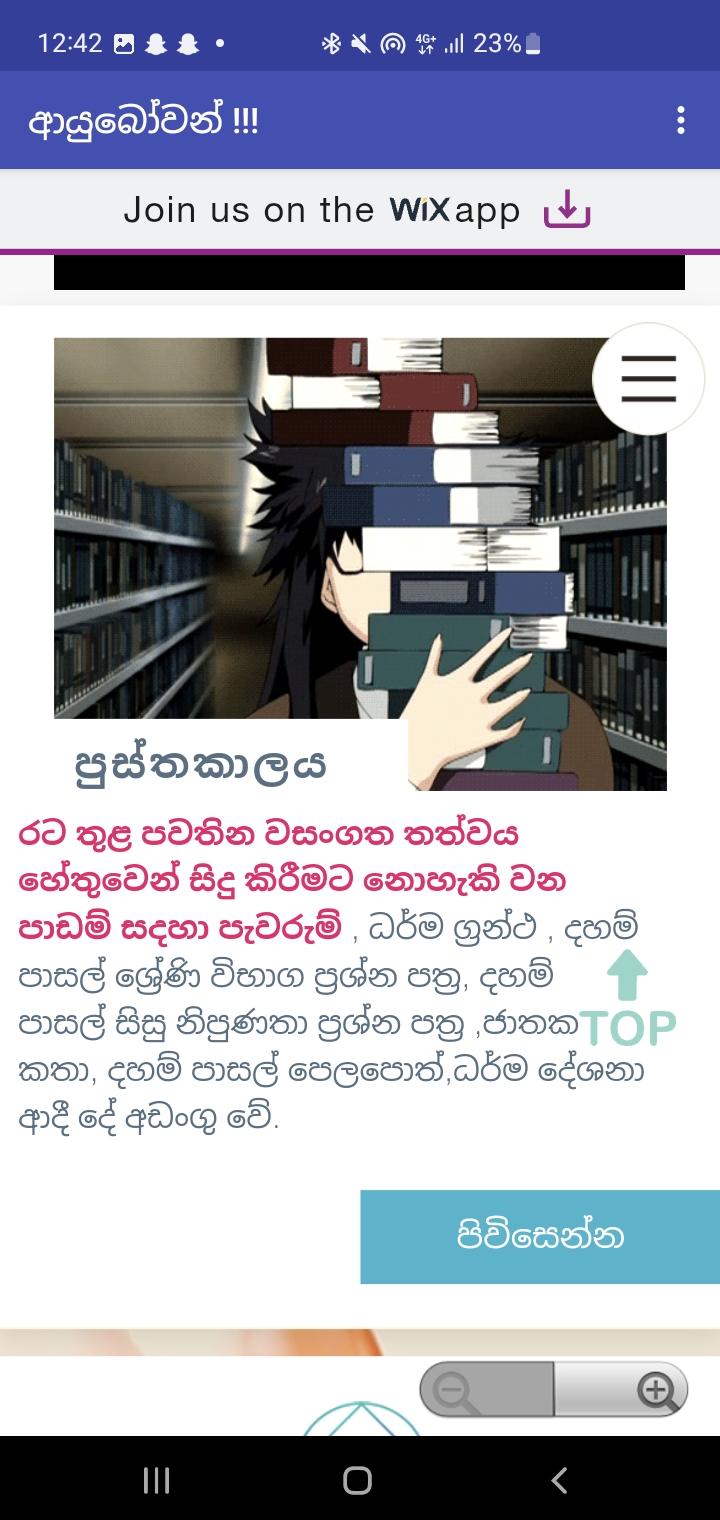 12:42 4G+ 23%
ආයුබෝවන් !!!
Join us on the WiX app
පුස්තකාලය
රට තුළ පවතින වසංගත තත්වය
හේතුවෙන් සිදු කිරීමට නොහැකි වන
පාඩම් සදහා පැවරුම් , ධර්ම ග්‍රන්ථ , දහම්
පාසල් ශ්‍රේණි විභාග ප්‍රශ්න පත්‍ර, දහම්
පාසල් සිසු නිපුණතා ප්‍රශ්න පත්‍ර ,ජාතක
TOP
කතා, දහම් පාසල් පෙලපොත්,ධර්ම දේශනා
ආදී දේ අඩංගු වේ.
පිවිසෙන්න